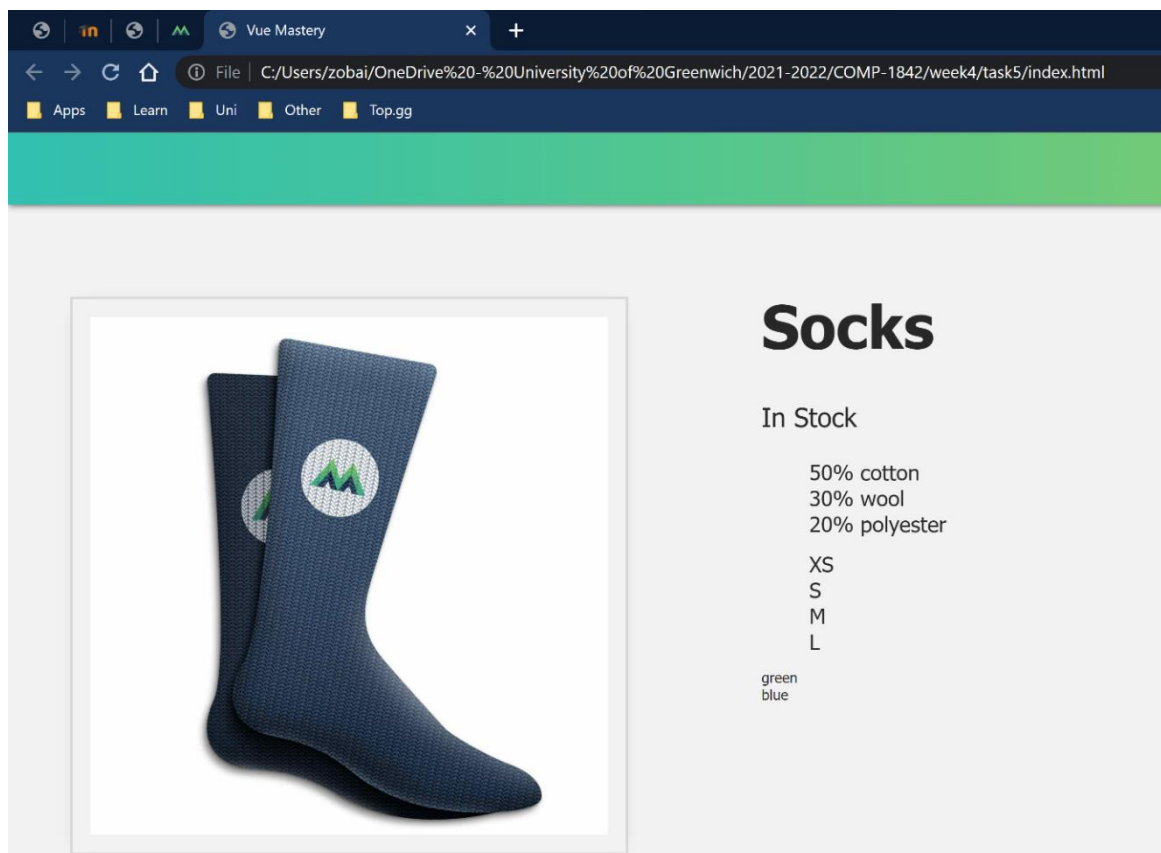 Vue Mastery
File C:/Users/zobai/OneDrive%20-%20University%20of%20Greenwich/2021-2022/COMP-1842/week4/task5/index.html
Apps Learn Uni Other Top.gg
Socks
In Stock
50% cotton
30% wool
20% polyester
XS
S
M
L
green
blue